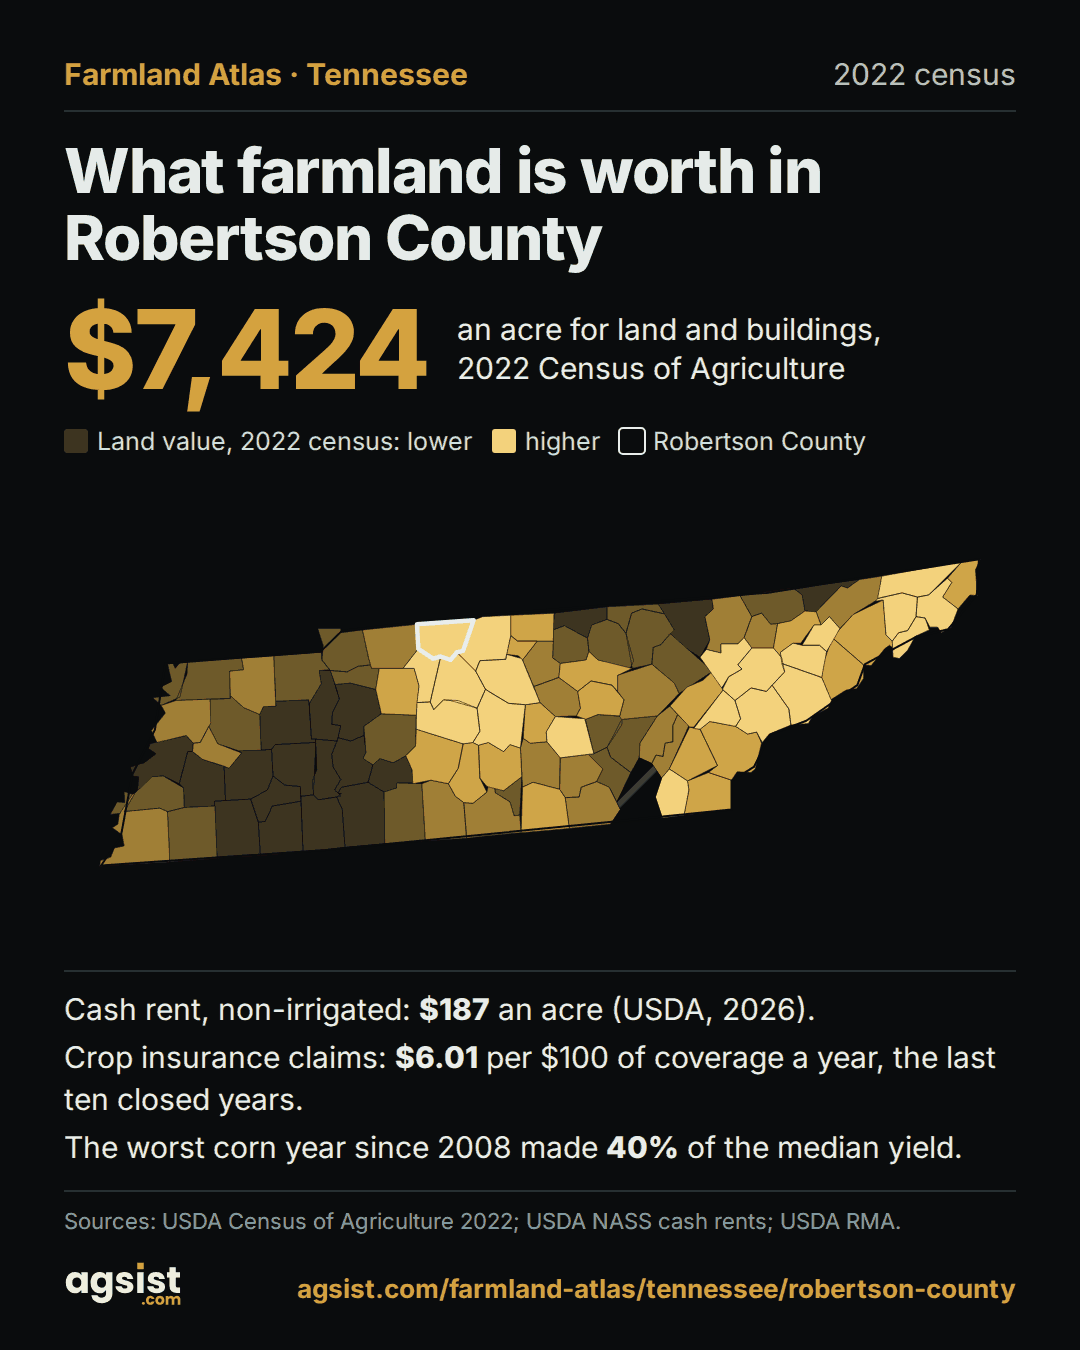 Farmland Atlas · Tennessee
2022 census
What farmland is worth in
Robertson County
$7,424
an acre for land and buildings,
2022 Census of Agriculture
Land value, 2022 census: lower
higher
Robertson County
Cash rent, non-irrigated: $187 an acre (USDA, 2026).
Crop insurance claims: $6.01 per $100 of coverage a year, the last
ten closed years.
The worst corn year since 2008 made 40% of the median yield.
Sources: USDA Census of Agriculture 2022; USDA NASS cash rents; USDA RMA.
agsist
.com
agsist.com/farmland-atlas/tennessee/robertson-county